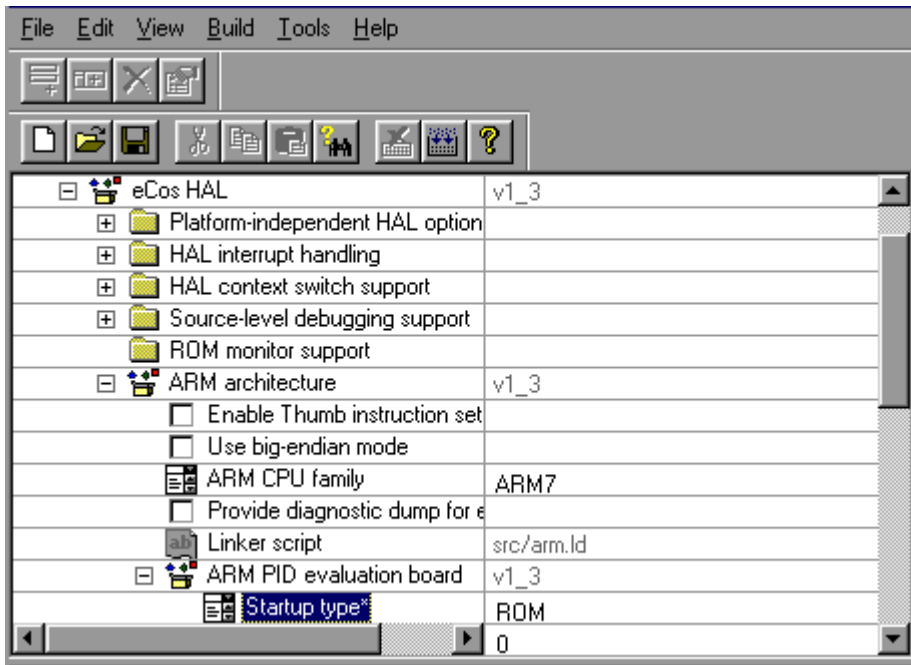 File Edit View Build Tools Help
eCos HAL v1_3
Platform-independent HAL option
HAL interrupt handling
HAL context switch support
Source-level debugging support
ROM monitor support
ARM architecture v1_3
Enable Thumb instruction set
Use big-endian mode
ARM CPU family ARM7
Provide diagnostic dump for e
ab Linker script src/arm.ld
ARM PID evaluation board v1_3
Startup type* ROM
0